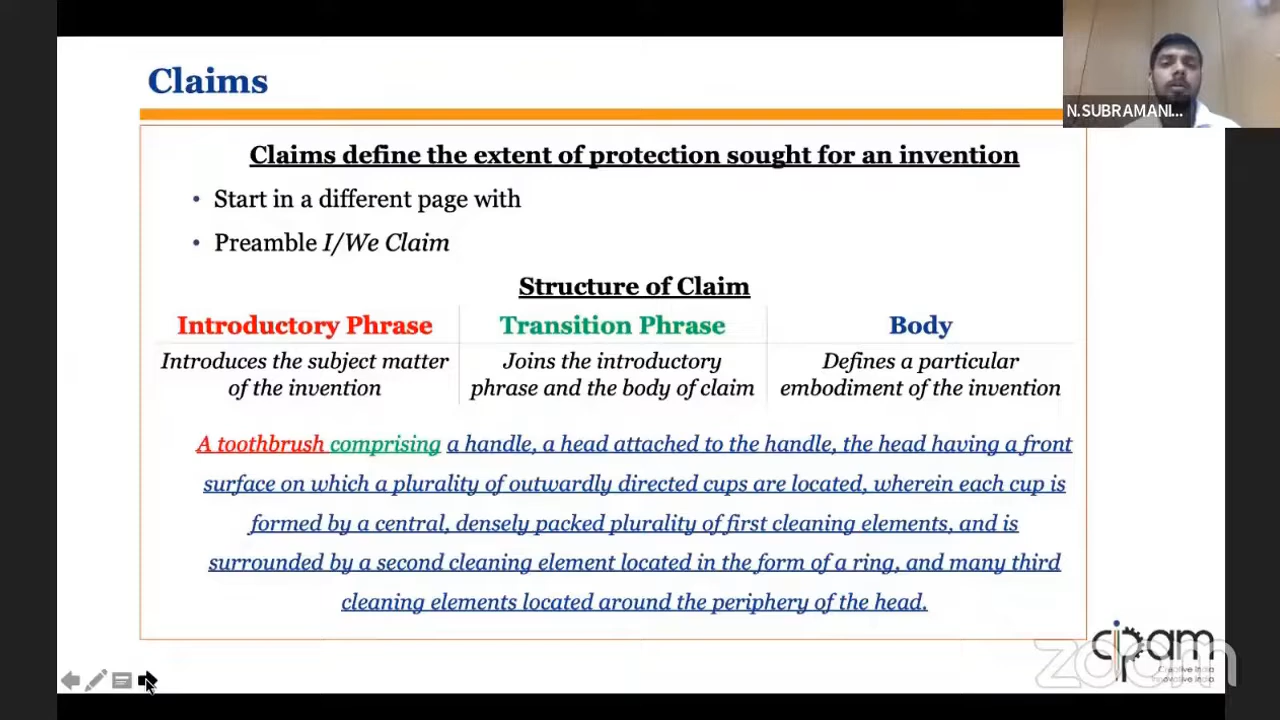 Claims
N.SUBRAMANI...
Claims define the extent of protection sought for an invention
• Start in a different page with
• Preamble I/We Claim
Structure of Claim
Introductory Phrase
Introduces the subject matter
of the invention
Transition Phrase
Joins the introductory
phrase and the body of claim
Body
Defines a particular
embodiment of the invention
A toothbrush comprising a handle, a head attached to the handle, the head having a front
surface on which a plurality of outwardly directed cups are located, wherein each cup is
formed by a central, densely packed plurality of first cleaning elements, and is
surrounded by a second cleaning element located in the form of a ring, and many third
cleaning elements located around the periphery of the head.
cipam
Creative India
Innovative India
zoom